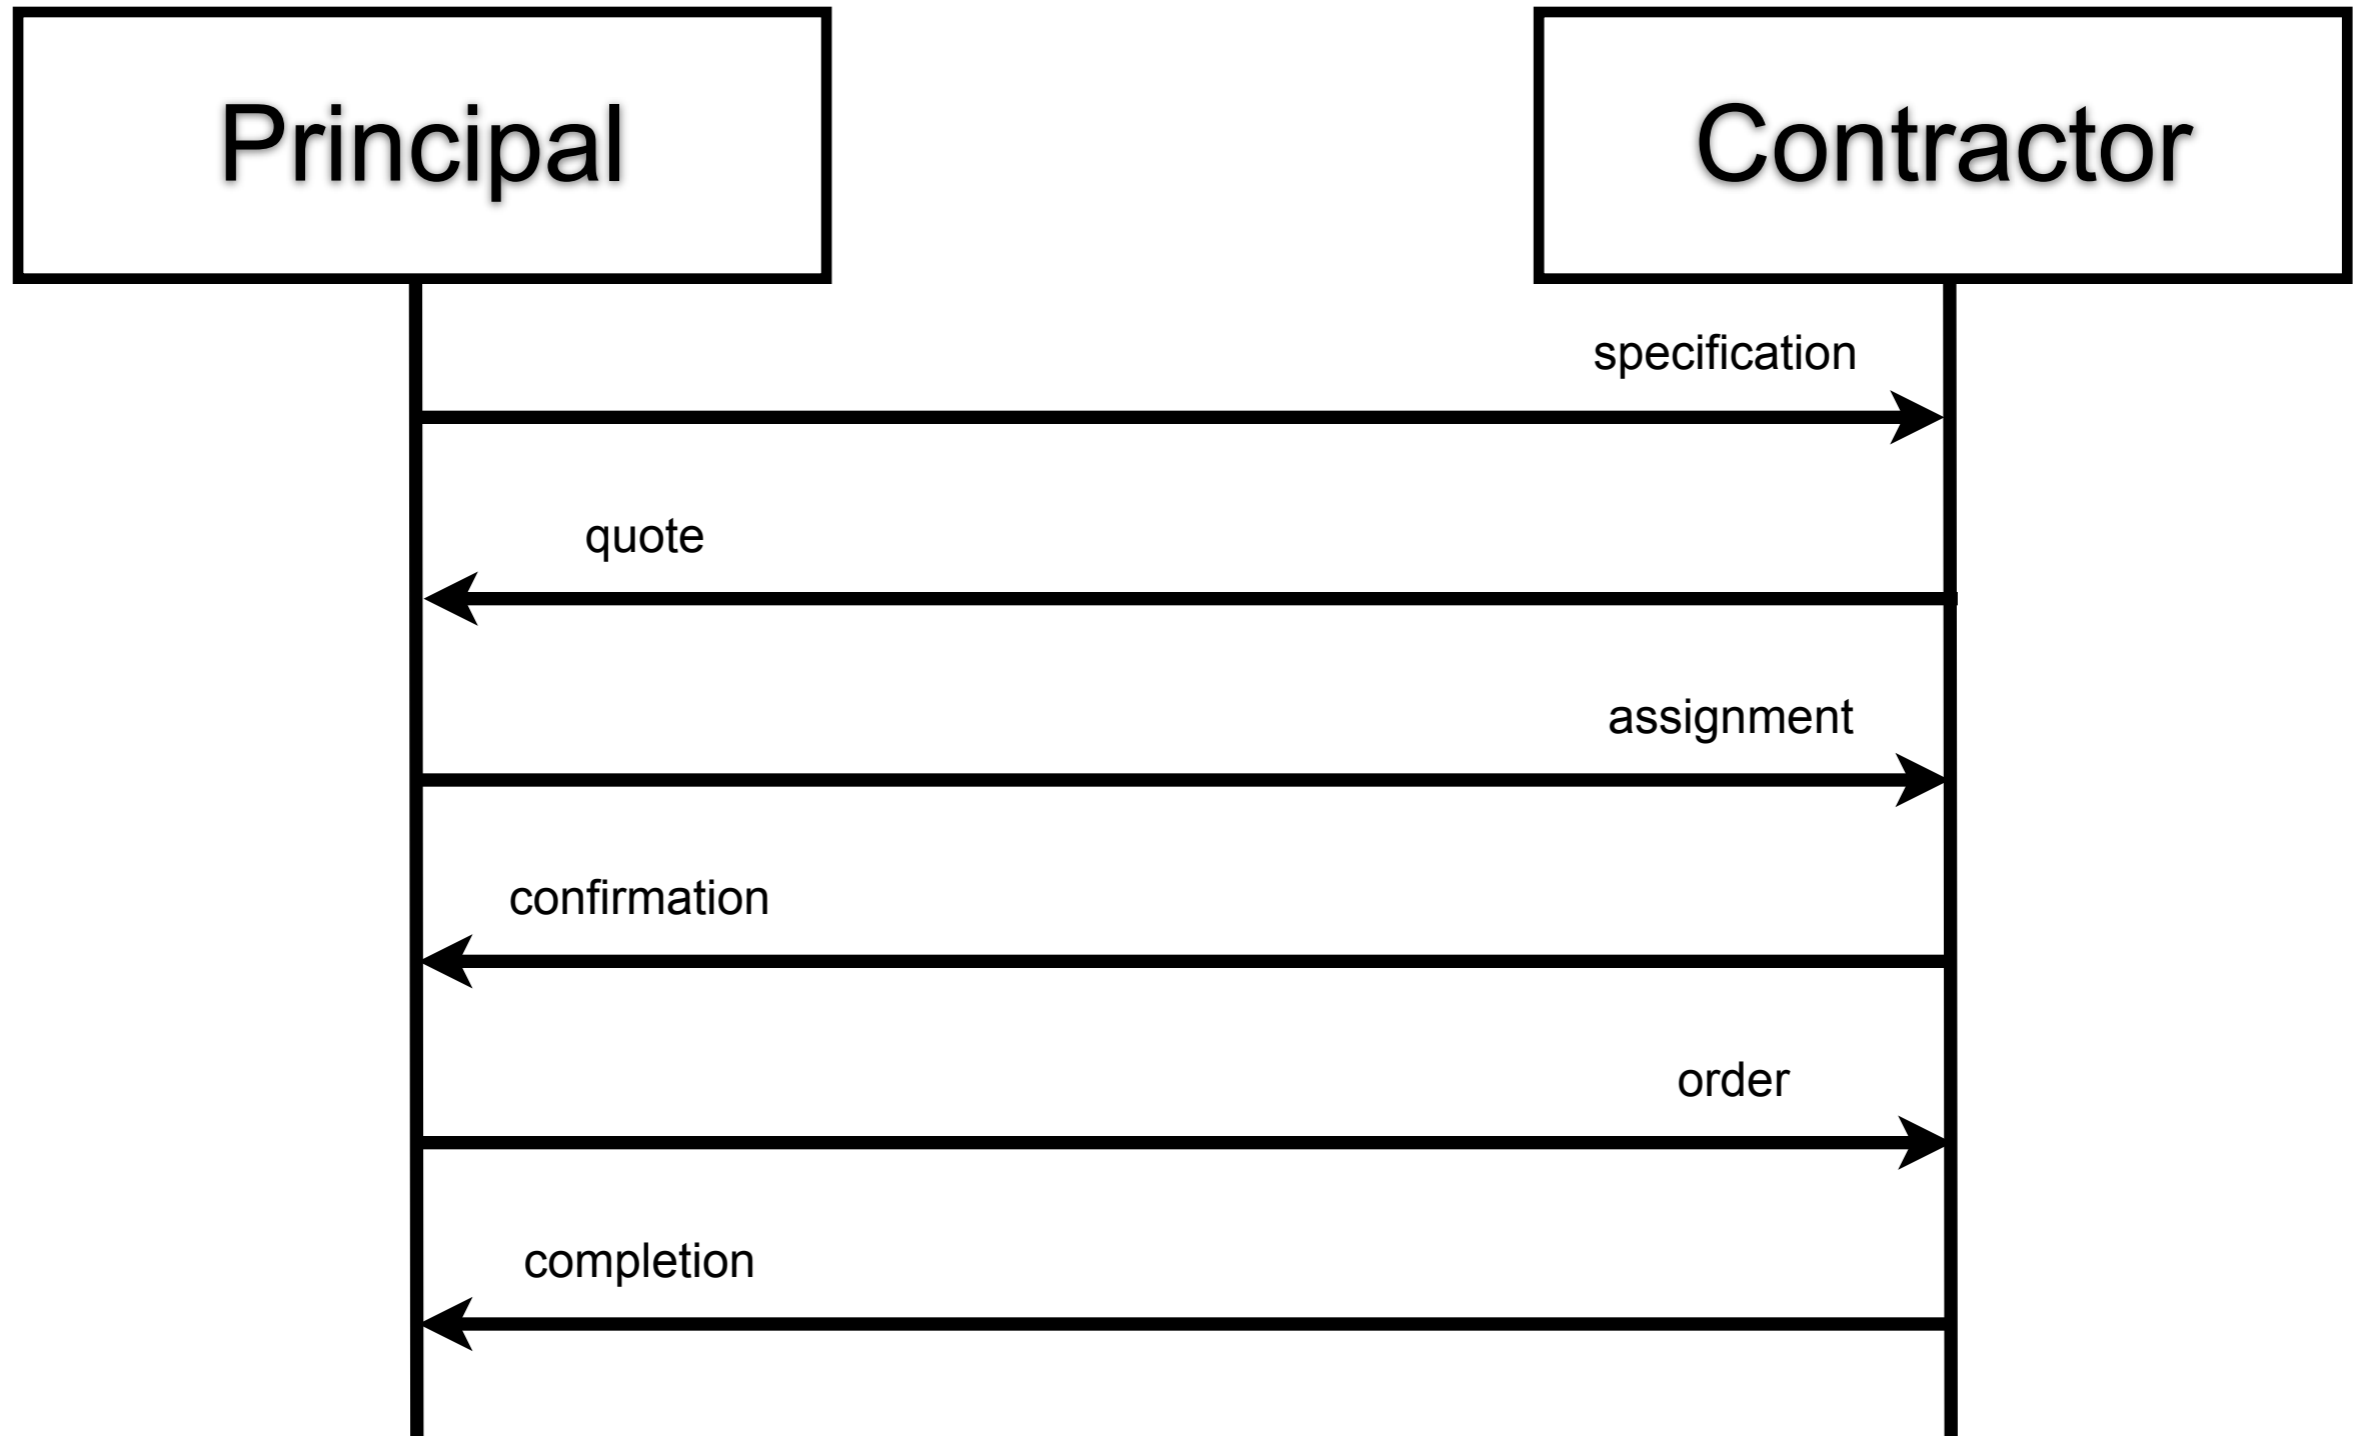 Principal
Contractor
specification
quote
assignment
confirmation
order
completion